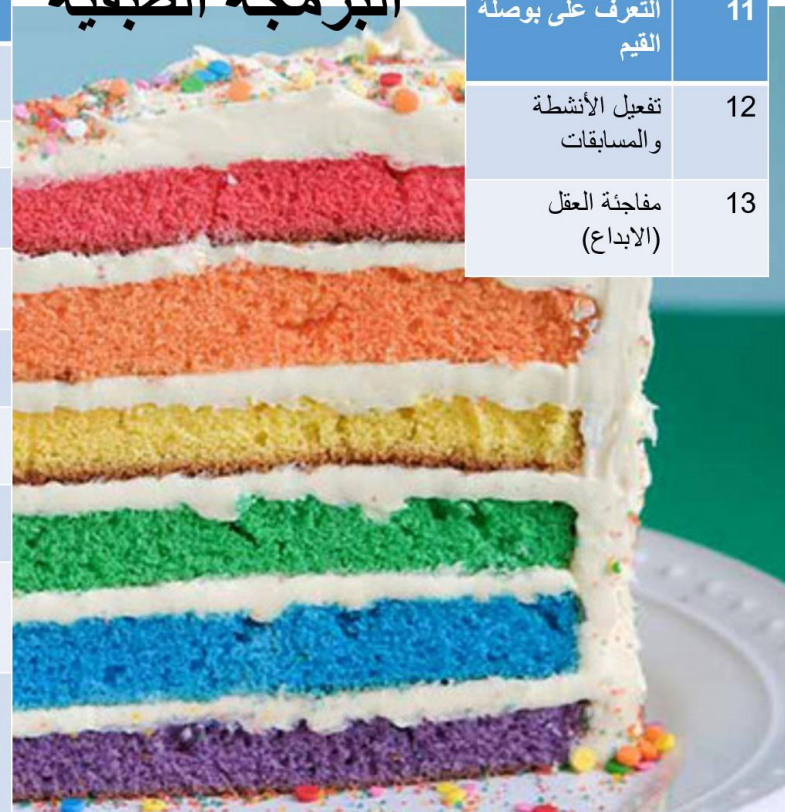 البرمجة الطبقية
11 التعرف على بوصلة
القيم
12 تفعيل الأنشطة
والمسابقات
13 مفاجئة العقل
(الابداع)